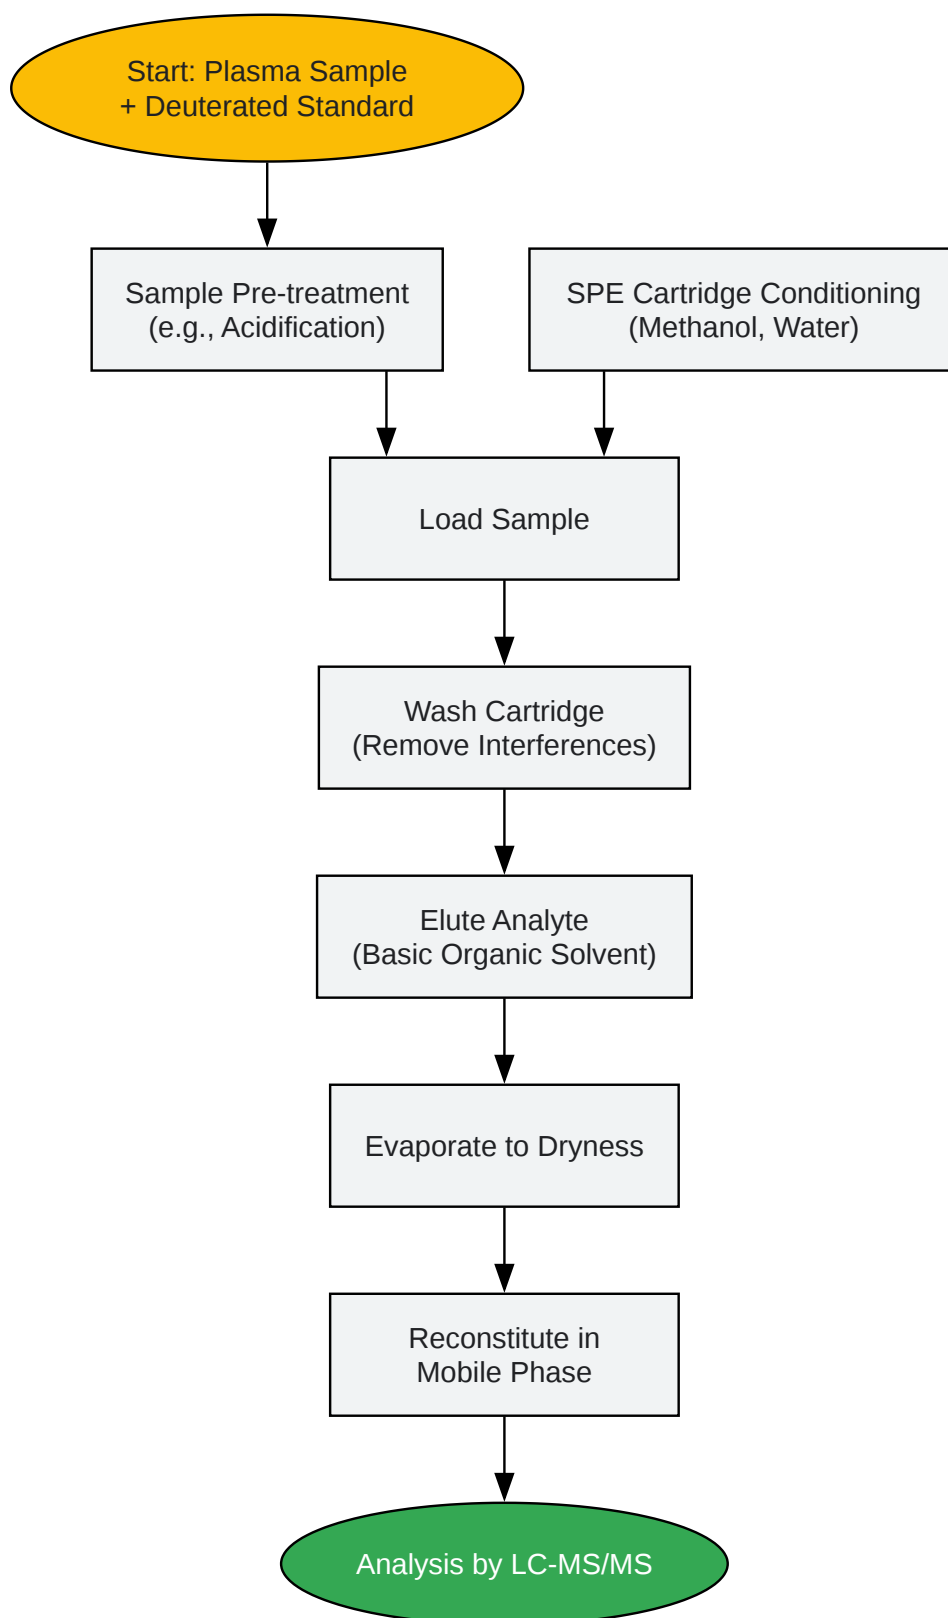 Start: Plasma Sample
+ Deuterated Standard
Sample Pre-treatment
(e.g., Acidification)
SPE Cartridge Conditioning
(Methanol, Water)
Load Sample
Wash Cartridge
(Remove Interferences)
Elute Analyte
(Basic Organic Solvent)
Evaporate to Dryness
Reconstitute in
Mobile Phase
Analysis by LC-MS/MS